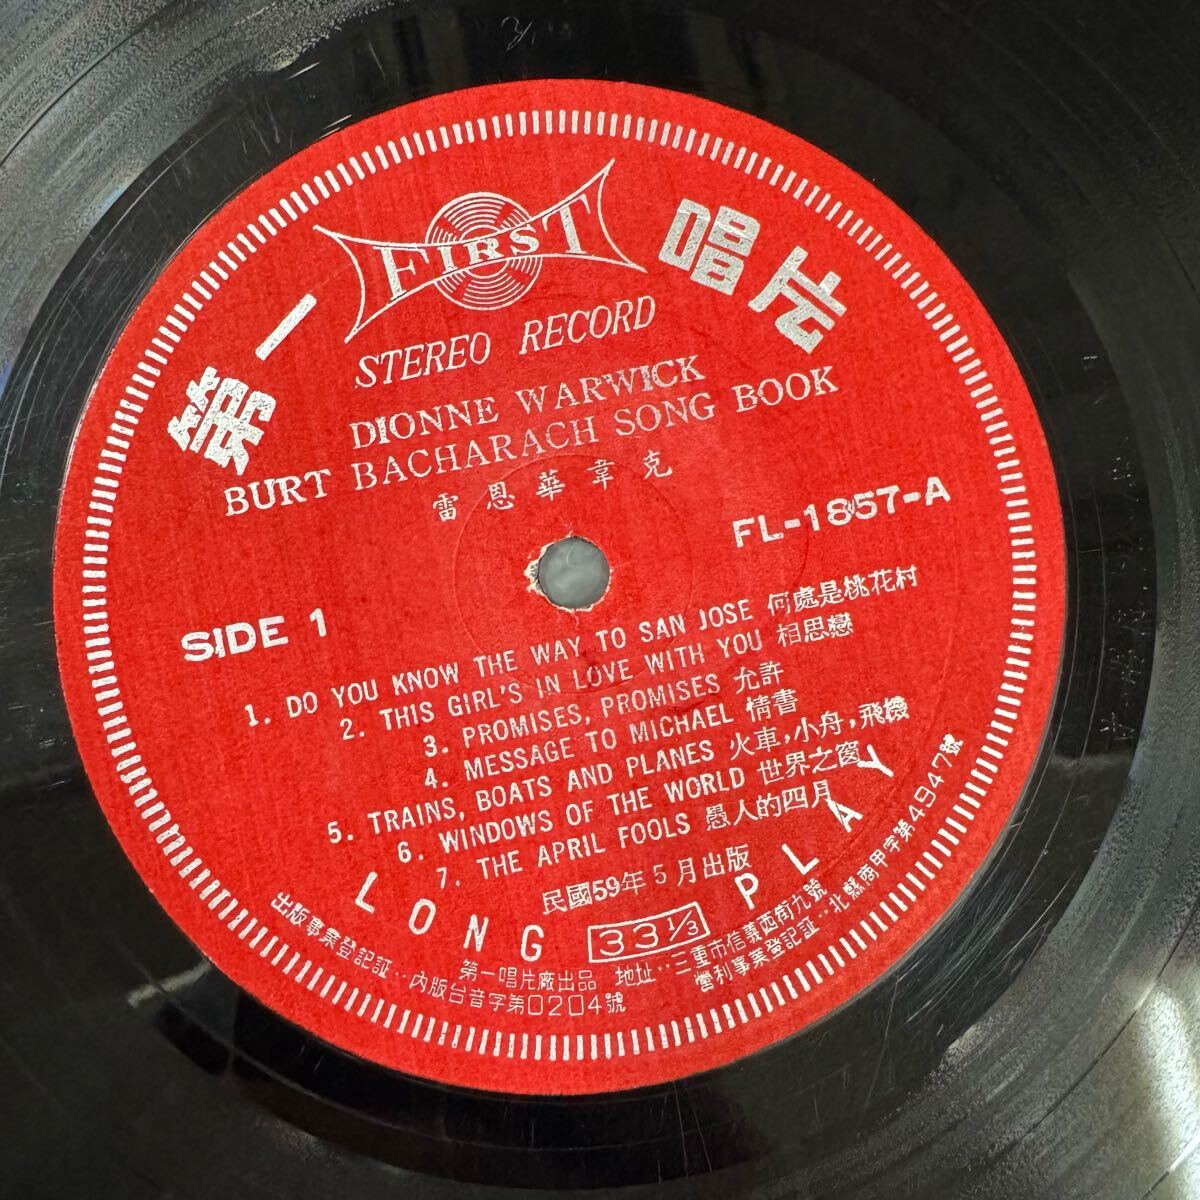 第一唱片
FIRST
STEREO RECORD
DIONNE WARWICK
BURT BACHARACH SONG BOOK
雷恩華韋克
FL-1857-A
SIDE 1
1. DO YOU KNOW THE WAY TO SAN JOSE 何處是桃花村
2. THIS GIRL'S IN LOVE WITH YOU 相思戀
3. PROMISES, PROMISES 允許
4. MESSAGE TO MICHAEL 情書
5. TRAINS, BOATS AND PLANES 火車,小舟,飛機
6. WINDOWS OF THE WORLD 世界之窗
7. THE APRIL FOOLS 愚人的四月
民國59年5月出版
LONG 33 1/3 PLAY
第一唱片廠出品 地址:三重市信義西街九號
出版事業登記証:內版台音字第0204號
營利事業登記証:北縣商甲字第4947號